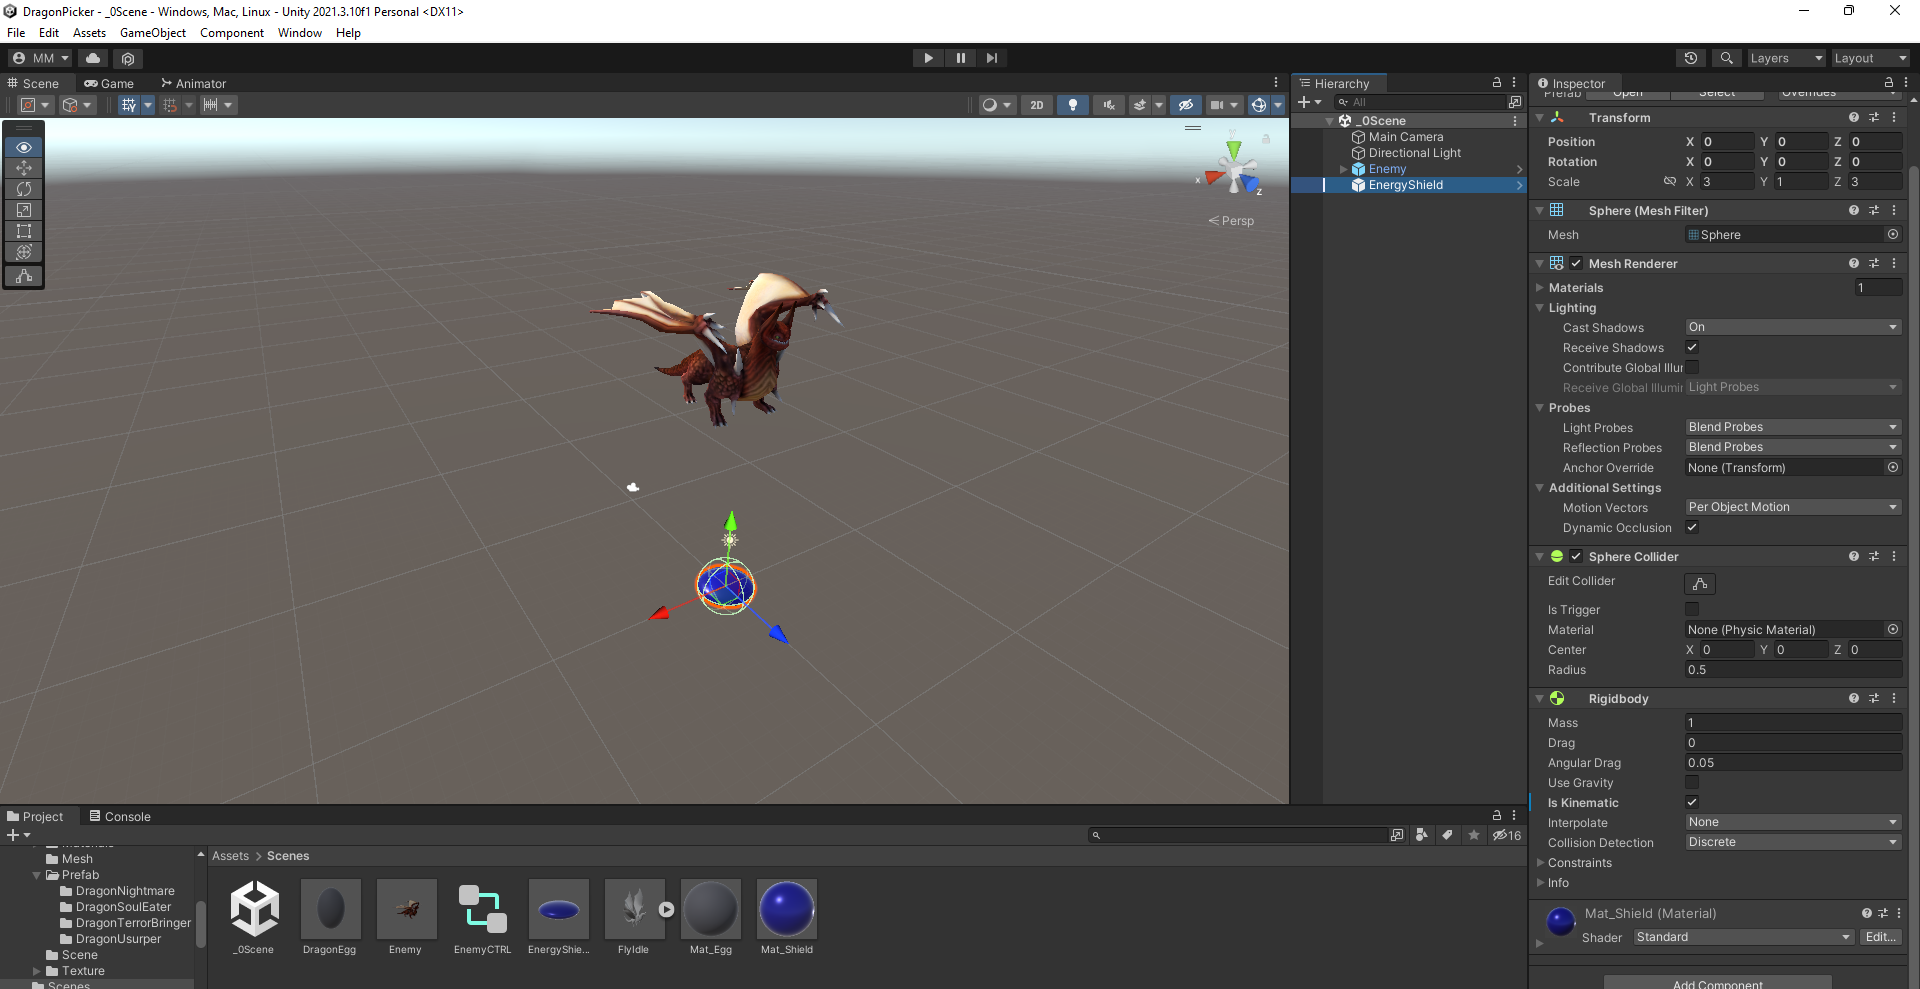 DragonPicker - _0Scene - Windows, Mac, Linux - Unity 2021.3.10f1 Personal <DX11>
File Edit Assets GameObject Component Window Help
MM Layers Layout
Scene Game Animator
2D
Y
X
Z
Persp
Hierarchy
All
_0Scene
Main Camera
Directional Light
Enemy
EnergyShield
Inspector
Prefab Open Select Overrides
Transform
Position X 0 Y 0 Z 0
Rotation X 0 Y 0 Z 0
Scale X 3 Y 1 Z 3
Sphere (Mesh Filter)
Mesh Sphere
Mesh Renderer
Materials 1
Lighting
Cast Shadows On
Receive Shadows
Contribute Global Illur
Receive Global Illumir Light Probes
Probes
Light Probes Blend Probes
Reflection Probes Blend Probes
Anchor Override None (Transform)
Additional Settings
Motion Vectors Per Object Motion
Dynamic Occlusion
Sphere Collider
Edit Collider
Is Trigger
Material None (Physic Material)
Center X 0 Y 0 Z 0
Radius 0.5
Rigidbody
Mass 1
Drag 0
Angular Drag 0.05
Use Gravity
Is Kinematic
Interpolate None
Collision Detection Discrete
Constraints
Info
Mat_Shield (Material)
Shader Standard Edit...
Add Component
Project Console
16
Materials
Mesh
Prefab
DragonNightmare
DragonSoulEater
DragonTerrorBringer
DragonUsurper
Scene
Texture
Scenes
Assets > Scenes
_0Scene DragonEgg Enemy EnemyCTRL EnergyShie... FlyIdle Mat_Egg Mat_Shield